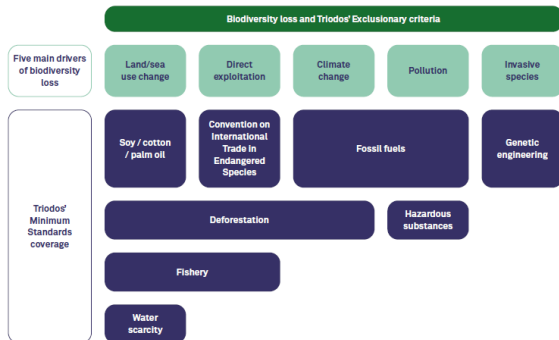 Biodiversity loss and Triodos' Exclusionary criteria
Five main drivers
of biodiversity
loss
Land/sea
use change
Direct
exploitation
Climate
change
Pollution
Invasive
species
Triodos'
Minimum
Standards
coverage
Soy / cotton
/ palm oil
Convention on
International
Trade in
Endangered
Species
Fossil fuels
Genetic
engineering
Deforestation
Hazardous
substances
Fishery
Water
scarcity